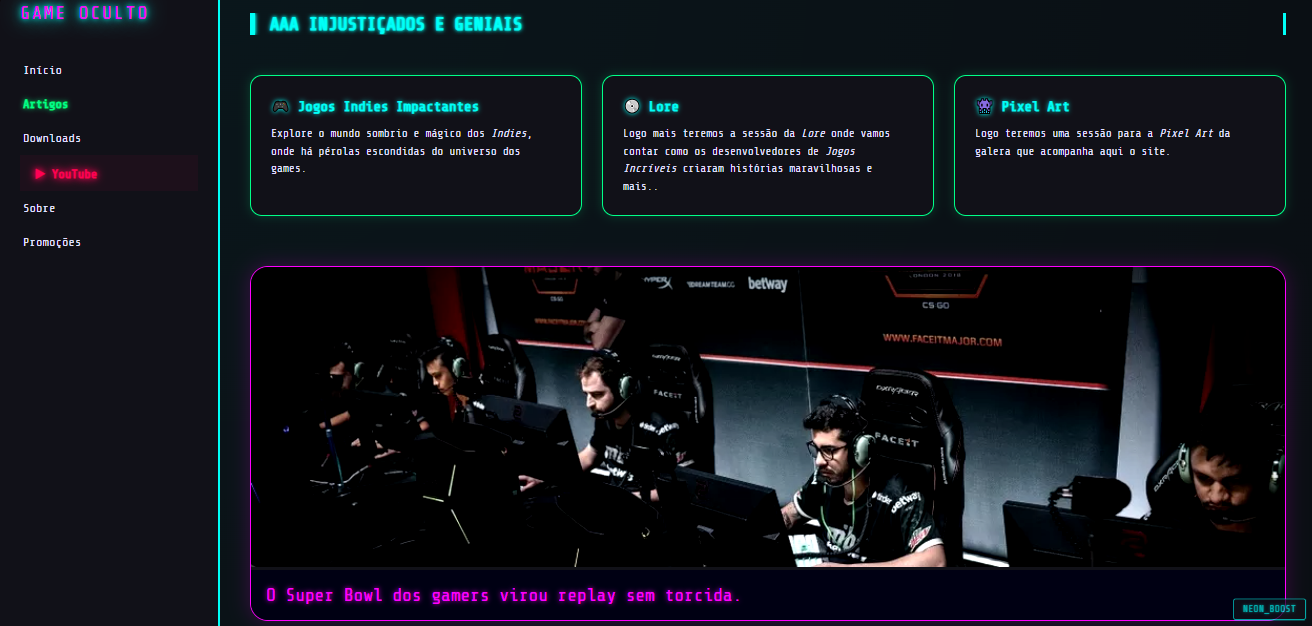 GAME OCULTO
Início
Artigos
Downloads
▶ YouTube
Sobre
Promoções
AAA INJUSTIÇADOS E GENIAIS
Jogos Indies Impactantes
Explore o mundo sombrio e mágico dos Indies,
onde há pérolas escondidas do universo dos
games.
Lore
Logo mais teremos a sessão da Lore onde vamos
contar como os desenvolvedores de Jogos
Incríveis criaram histórias maravilhosas e
mais..
Pixel Art
Logo teremos uma sessão para a Pixel Art da
galera que acompanha aqui o site.
HYPERX
DREAMTEAM.GG
betway
CS GO
LONDON 2018
CS GO
WWW.FACEITMAJOR.COM
FACEIT
FACEIT
betway
O Super Bowl dos gamers virou replay sem torcida.
NEON_BOOST